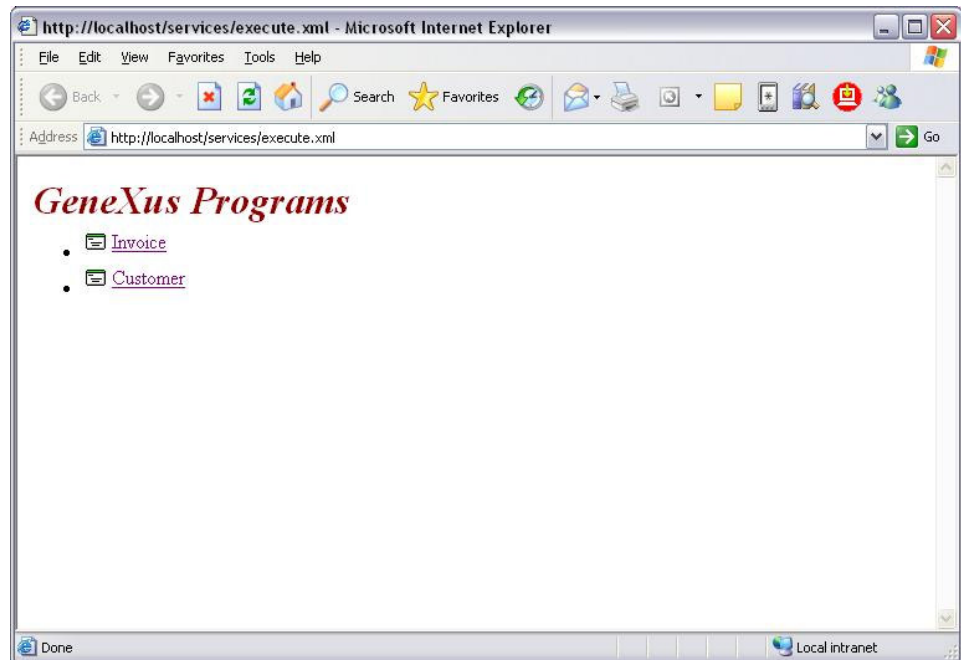 http://localhost/services/execute.xml - Microsoft Internet Explorer
File Edit View Favorites Tools Help
Back Search Favorites
Address http://localhost/services/execute.xml Go
GeneXus Programs
Invoice
Customer
Done Local intranet